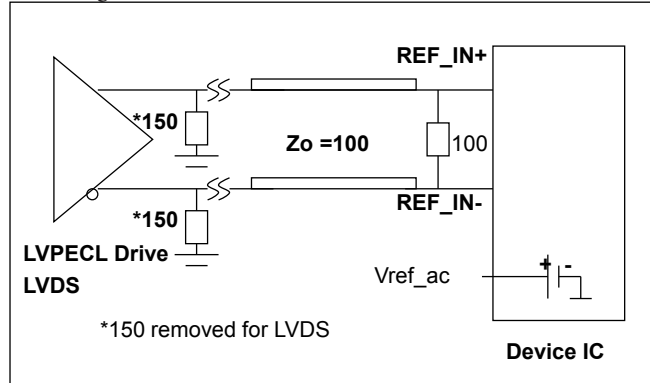 REF_IN+
*150
Zo =100
100
REF_IN-
*150
LVPECL Drive
LVDS
Vref_ac
+ -
*150 removed for LVDS
Device IC